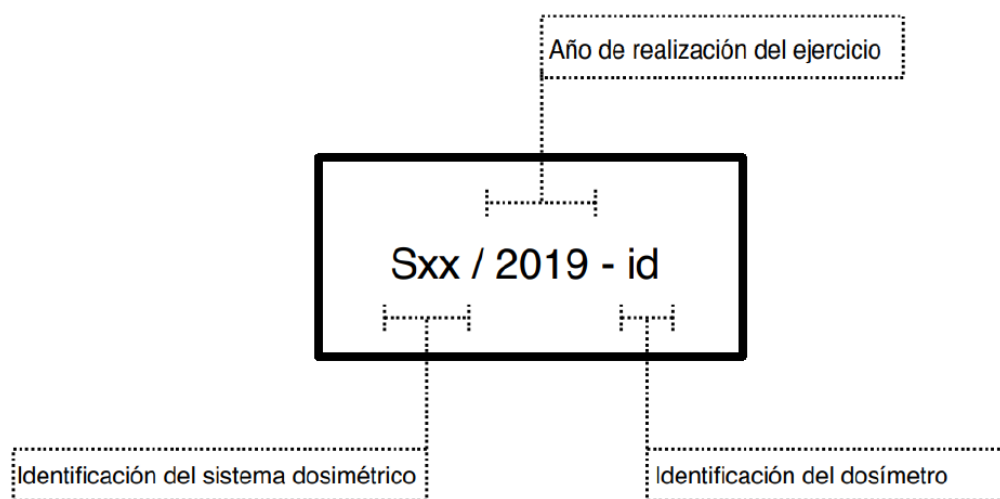 Año de realización del ejercicio
Sxx / 2019 - id
Identificación del sistema dosimétrico
Identificación del dosímetro